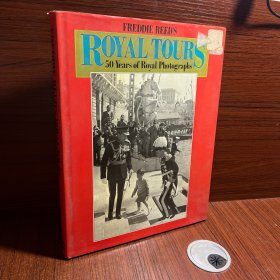 FREDDIE REED'S
ROYAL TOURS
50 Years of Royal Photographs